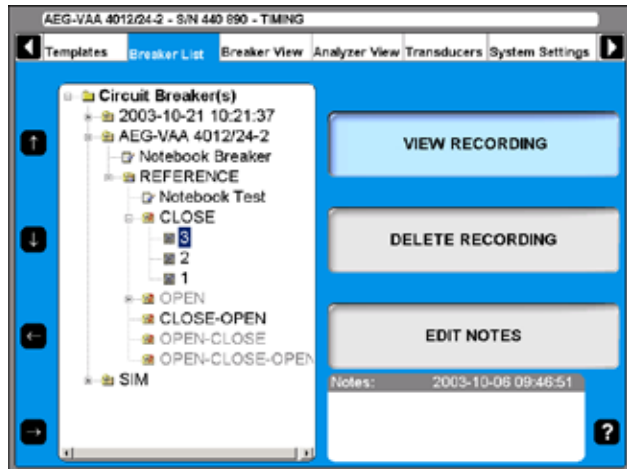 AEG-VAA 4012/24-2 - S/N 440 890 - TIMING
Templates Breaker List Breaker View Analyzer View Transducers System Settings
Circuit Breaker(s)
2003-10-21 10:21:37
AEG-VAA 4012/24-2
Notebook Breaker
REFERENCE
Notebook Test
CLOSE
3
2
1
OPEN
CLOSE-OPEN
OPEN-CLOSE
OPEN-CLOSE-OPEN
SIM
VIEW RECORDING
DELETE RECORDING
EDIT NOTES
Notes: 2003-10-06 09:46:51
?